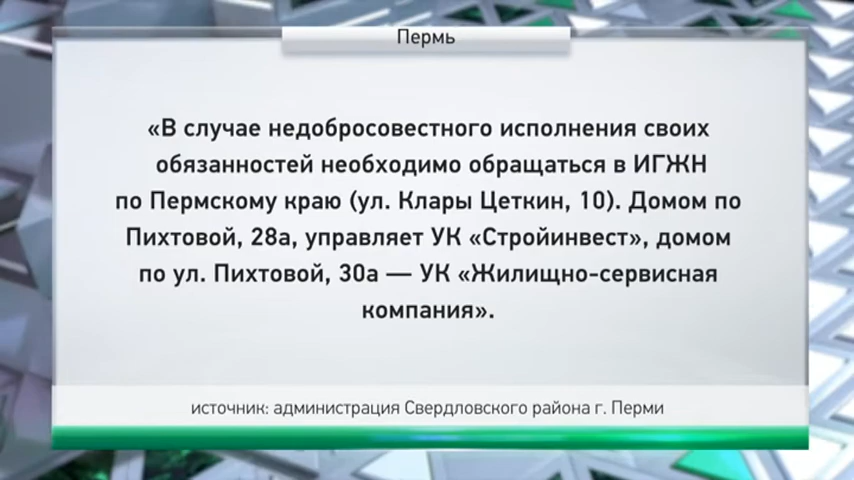 Пермь
«В случае недобросовестного исполнения своих
обязанностей необходимо обращаться в ИГЖН
по Пермскому краю (ул. Клары Цеткин, 10). Домом по
Пихтовой, 28а, управляет УК «Стройинвест», домом
по ул. Пихтовой, 30а — УК «Жилищно-сервисная
компания».
источник: администрация Свердловского района г. Перми